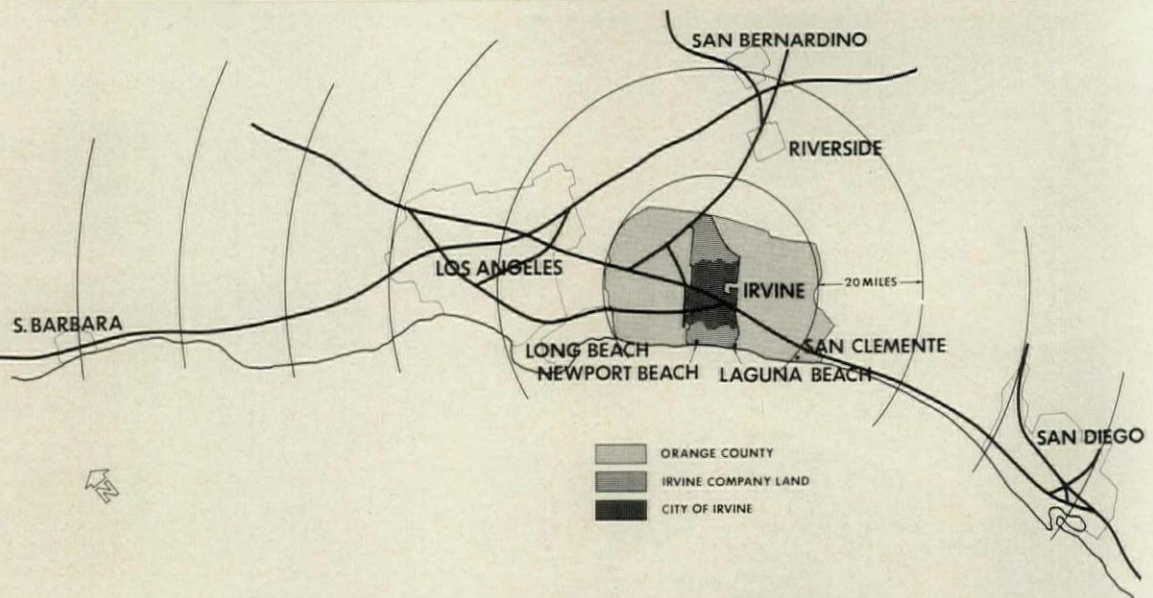 SAN BERNARDINO
RIVERSIDE
LOS ANGELES
IRVINE
20 MILES
S. BARBARA
LONG BEACH
SAN CLEMENTE
NEWPORT BEACH
LAGUNA BEACH
SAN DIEGO
ORANGE COUNTY
IRVINE COMPANY LAND
CITY OF IRVINE
N